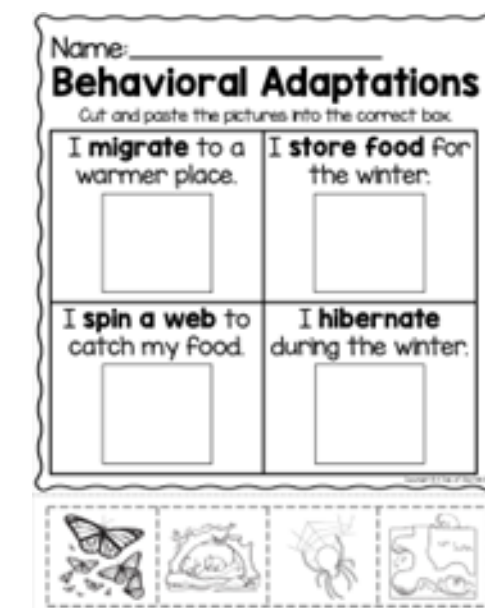 Name:
Behavioral Adaptations
Cut and paste the pictures into the correct box.
I migrate to a
warmer place.
I store food for
the winter.
I spin a web to
catch my food.
I hibernate
during the winter.